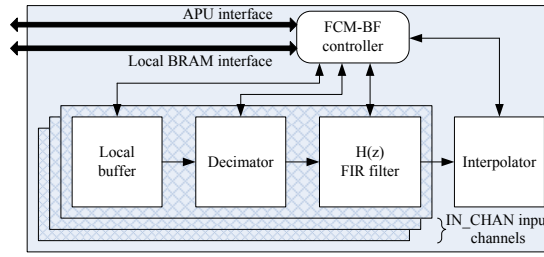 APU interface
Local BRAM interface
FCM-BF
controller
Local
buffer
Decimator
H(z)
FIR filter
Interpolator
IN_CHAN input
channels